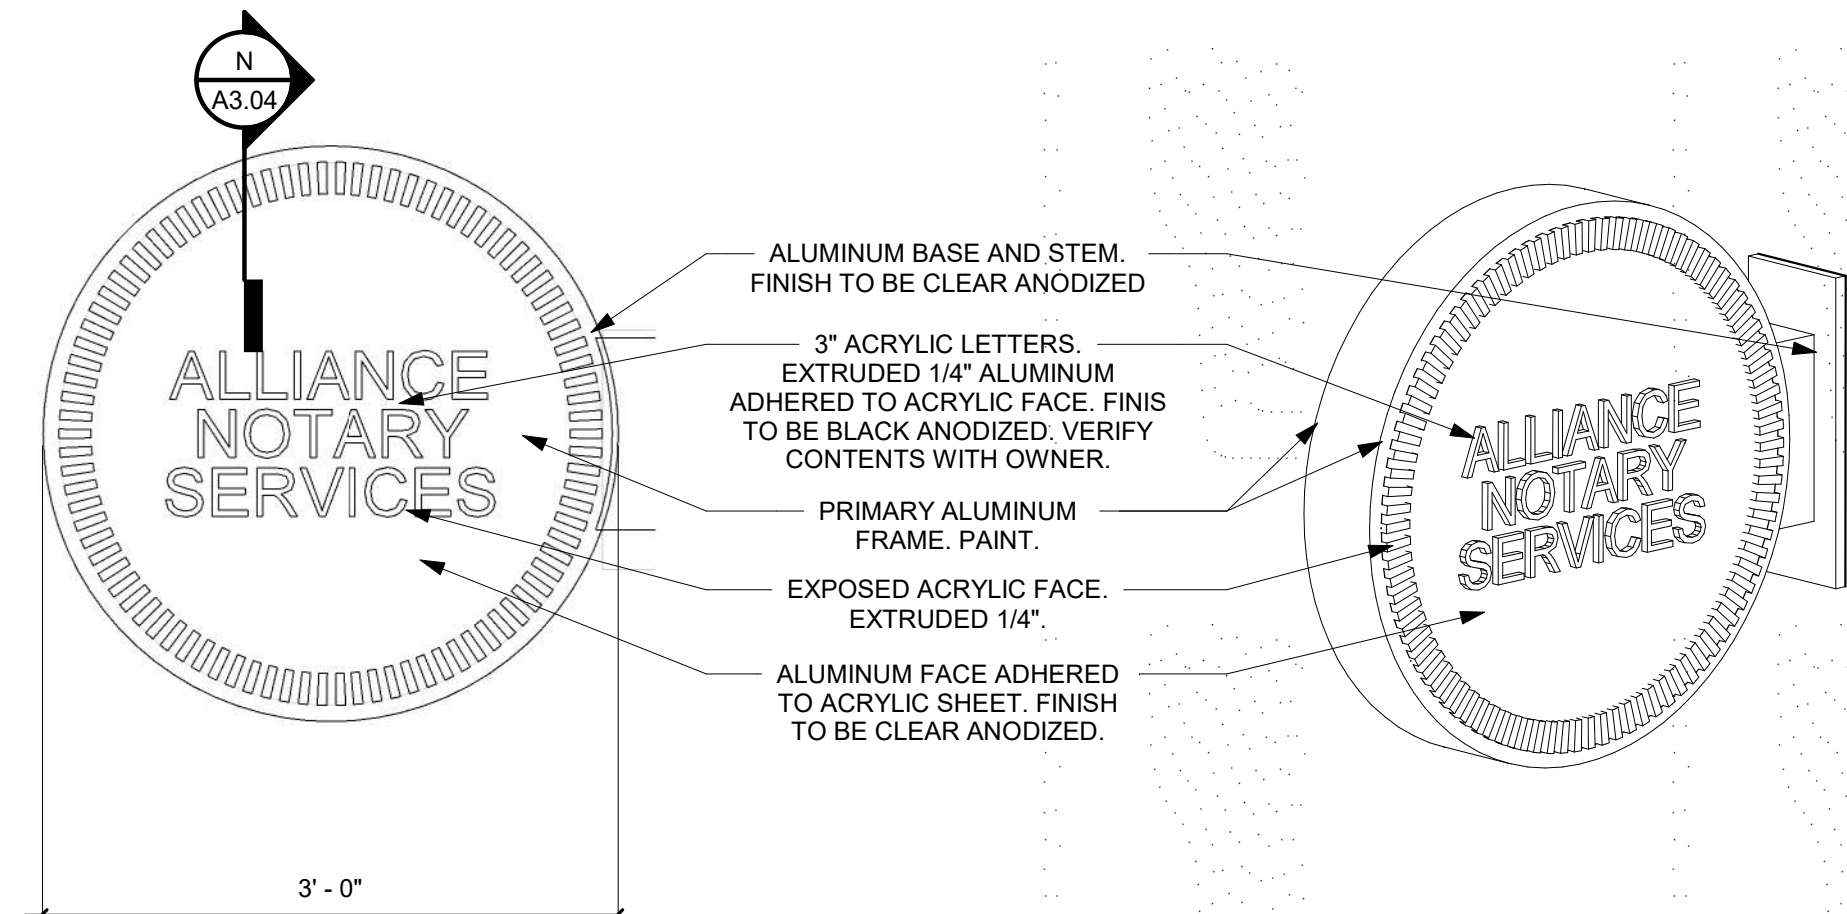 N
A3.04
ALLIANCE
NOTARY
SERVICES
3' - 0"
ALUMINUM BASE AND STEM.
FINISH TO BE CLEAR ANODIZED
3" ACRYLIC LETTERS.
EXTRUDED 1/4" ALUMINUM
ADHERED TO ACRYLIC FACE. FINIS
TO BE BLACK ANODIZED. VERIFY
CONTENTS WITH OWNER.
PRIMARY ALUMINUM
FRAME. PAINT.
EXPOSED ACRYLIC FACE.
EXTRUDED 1/4".
ALUMINUM FACE ADHERED
TO ACRYLIC SHEET. FINISH
TO BE CLEAR ANODIZED.
ALLIANCE
NOTARY
SERVICES